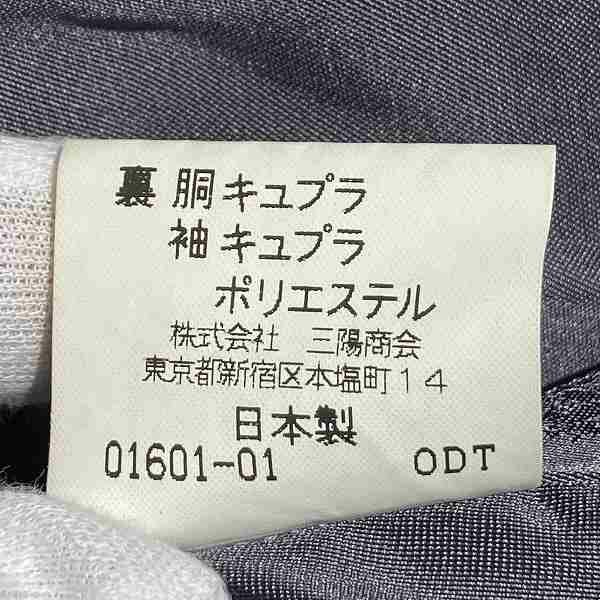 裏 胴キュプラ
袖キュプラ
ポリエステル
株式会社 三陽商会
東京都新宿区本塩町14
日本製
01601-01 ODT